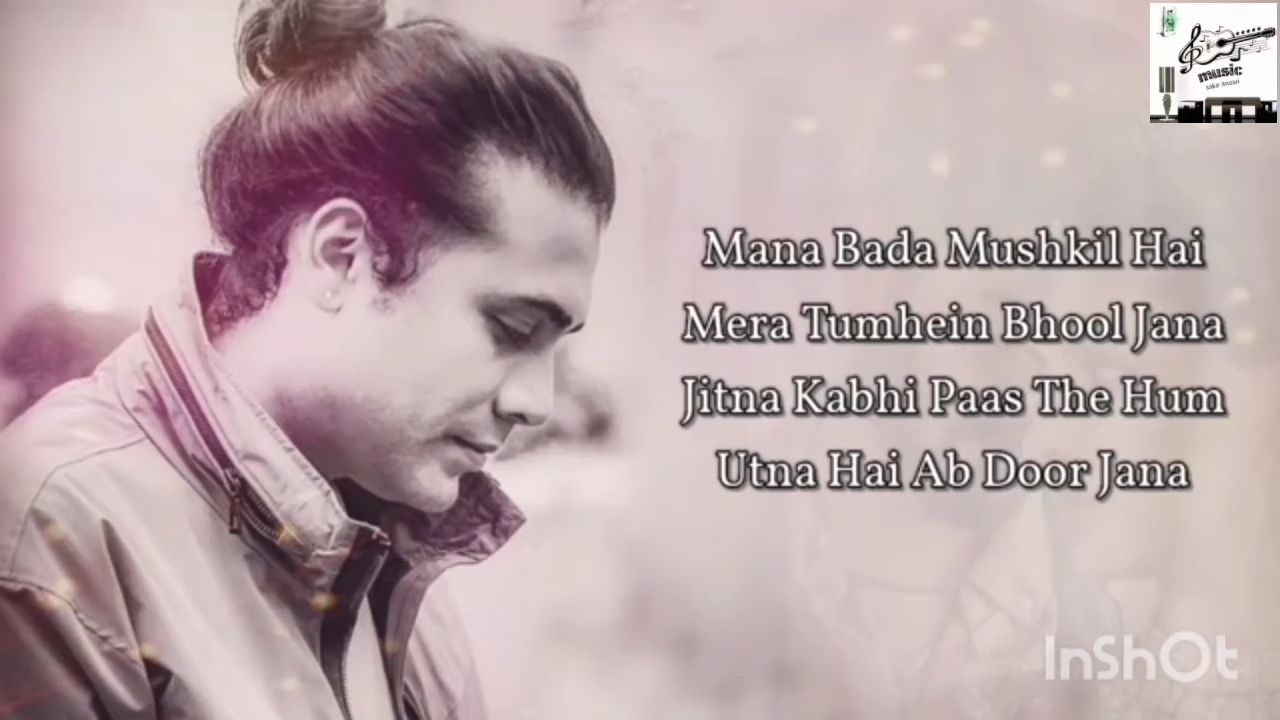 music
Mana Bada Mushkil Hai
Mera Tumhein Bhool Jana
Jitna Kabhi Paas The Hum
Utna Hai Ab Door Jana
InShOt